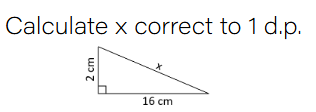 Calculate x correct to 1 d.p.
2 cm
x
16 cm